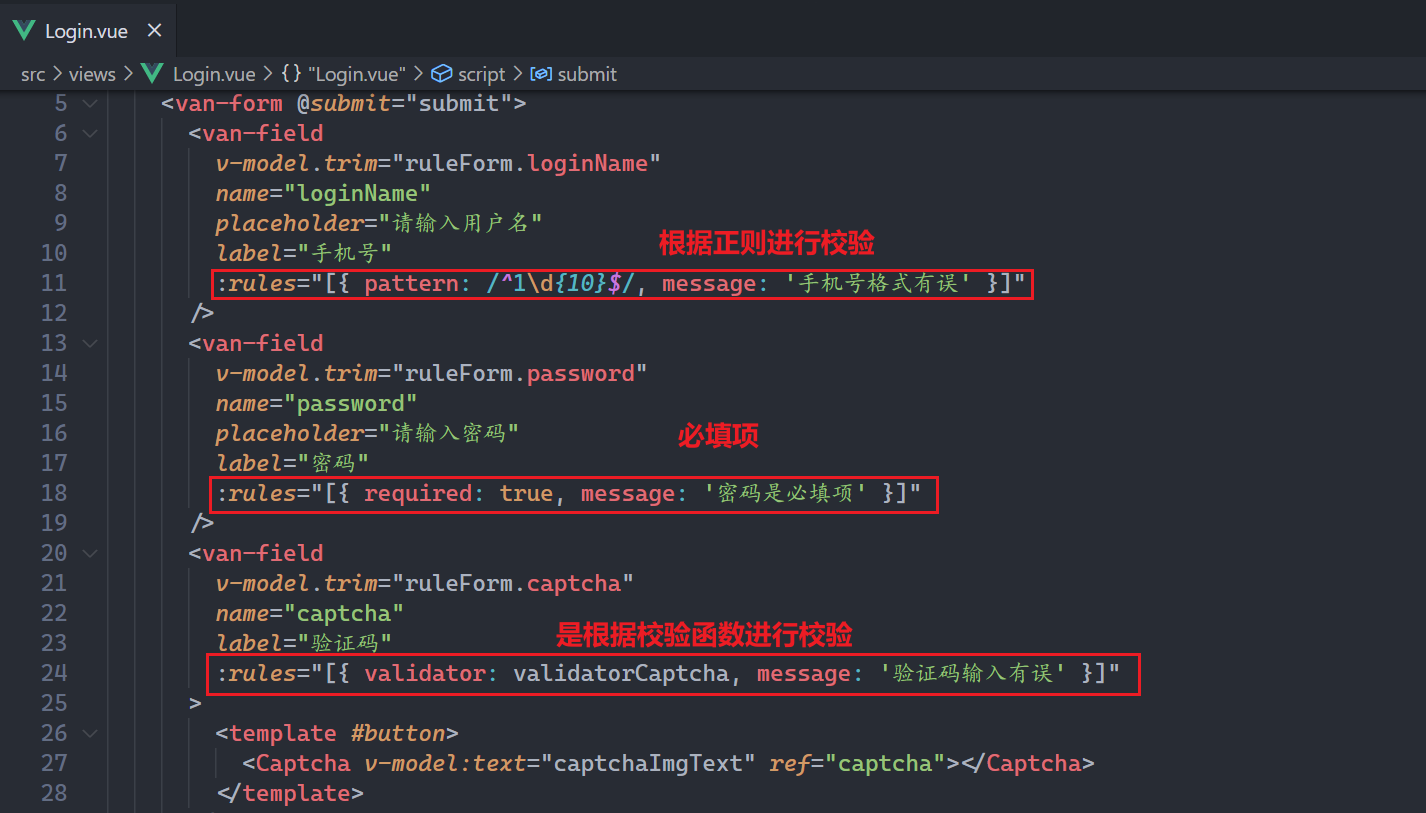 Login.vue ×
src > views > Login.vue > {} "Login.vue" > script > submit
5 <van-form @submit="submit">
6 <van-field
7 v-model.trim="ruleForm.loginName"
8 name="loginName"
9 placeholder="请输入用户名"
根据正则进行校验
10 label="手机号"
11 :rules="[{ pattern: /^1\d{10}$/, message: '手机号格式有误' }]"
12 />
13 <van-field
14 v-model.trim="ruleForm.password"
15 name="password"
16 placeholder="请输入密码"
必填项
17 label="密码"
18 :rules="[{ required: true, message: '密码是必填项' }]"
19 />
20 <van-field
21 v-model.trim="ruleForm.captcha"
22 name="captcha"
是根据校验函数进行校验
23 label="验证码"
24 :rules="[{ validator: validatorCaptcha, message: '验证码输入有误' }]"
25 >
26 <template #button>
27 <Captcha v-model:text="captchaImgText" ref="captcha"></Captcha>
28 </template>